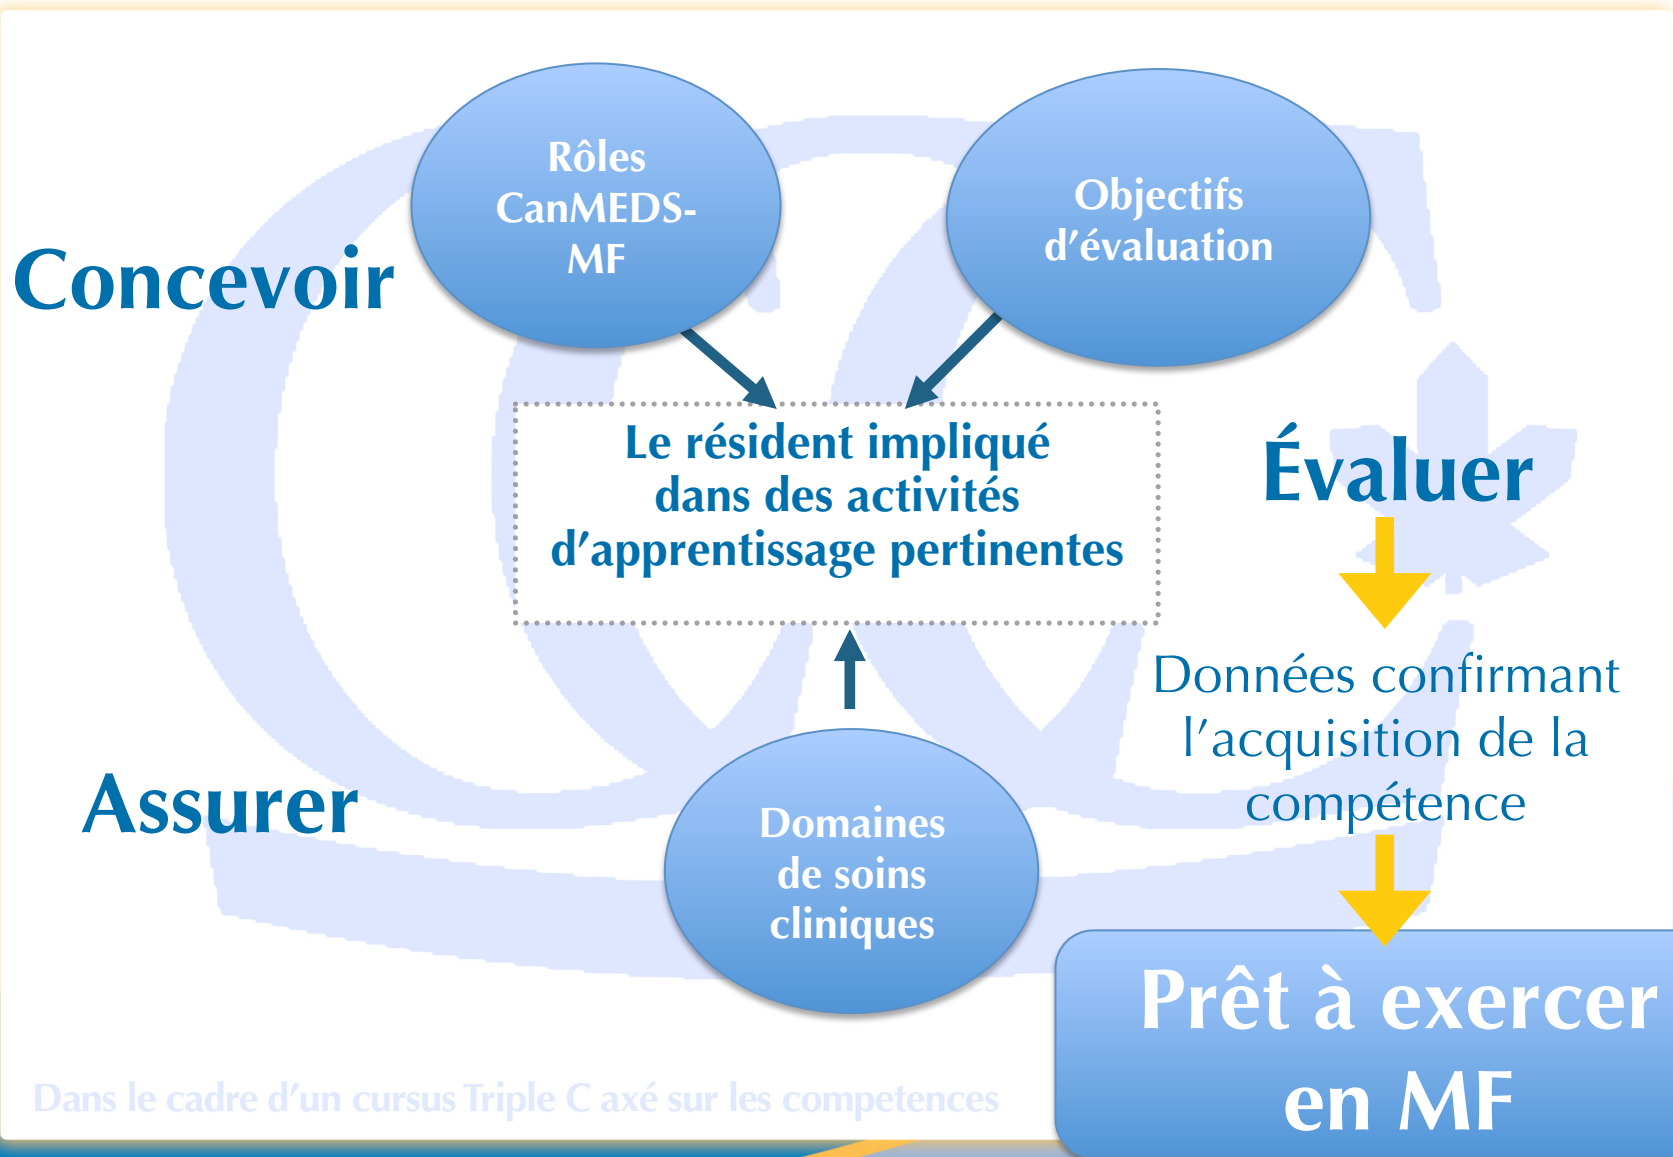 Rôles
CanMEDS-
MF
Objectifs
d’évaluation
Concevoir
Le résident impliqué
dans des activités
d’apprentissage pertinentes
Évaluer
Données confirmant
l’acquisition de la
compétence
Assurer
Domaines
de soins
cliniques
Prêt à exercer
en MF
Dans le cadre d’un cursus Triple C axé sur les competences